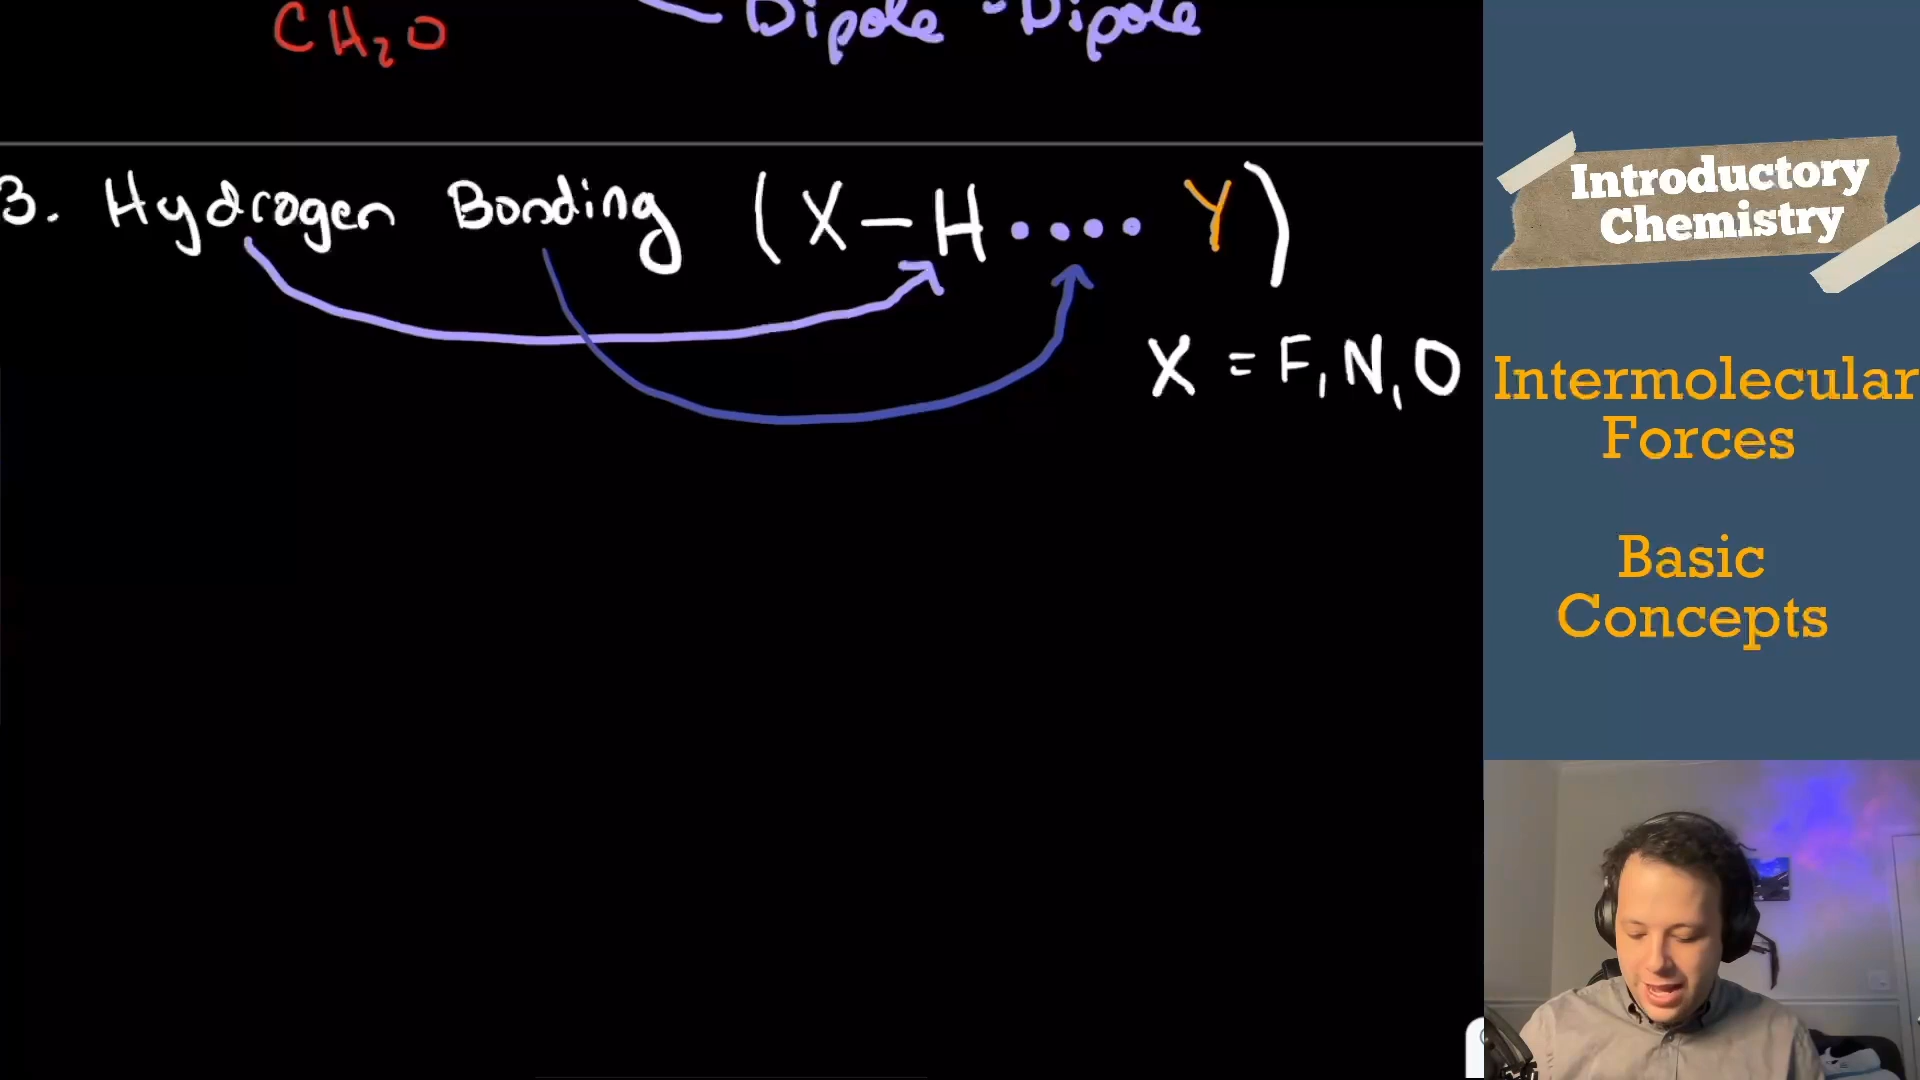 CH₂O
Dipole-Dipole
3. Hydrogen Bonding (X-H•••• Y)
X = F, N, O
Introductory
Chemistry
Intermolecular
Forces
Basic
Concepts